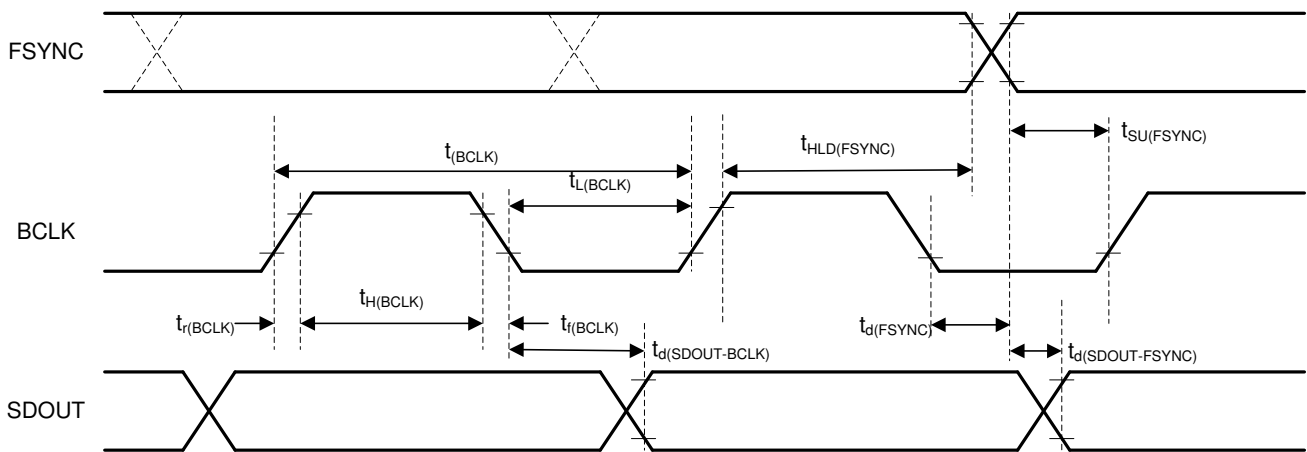 FSYNC
t(BCLK)
tL(BCLK)
tHLD(FSYNC)
tSU(FSYNC)
BCLK
tr(BCLK)
tH(BCLK)
tf(BCLK)
td(FSYNC)
td(SDOUT-BCLK)
td(SDOUT-FSYNC)
SDOUT